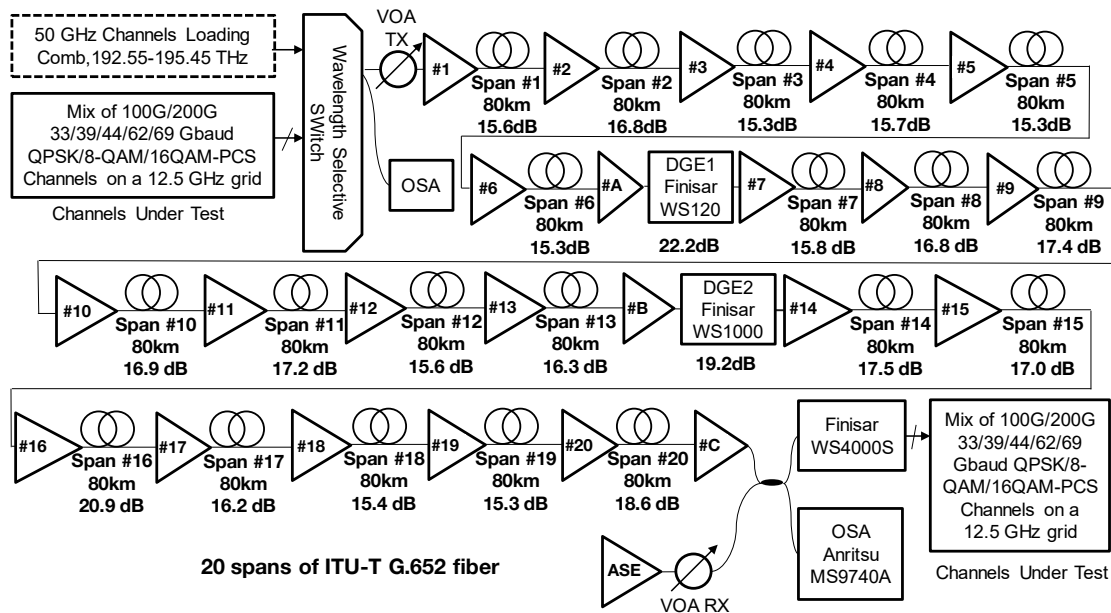 50 GHz Channels Loading
Comb,192.55-195.45 THz
Mix of 100G/200G
33/39/44/62/69 Gbaud
QPSK/8-QAM/16QAM-PCS
Channels on a 12.5 GHz grid
Channels Under Test
Wavelength Selective
SWitch
OSA
VOA
TX
#1
Span #1
80km
15.6dB
#2
Span #2
80km
16.8dB
#3
Span #3
80km
15.3dB
#4
Span #4
80km
15.7dB
#5
Span #5
80km
15.3dB
#6
Span #6
80km
15.3dB
#A
DGE1
Finisar
WS120
22.2dB
#7
Span #7
80km
15.8 dB
#8
Span #8
80km
16.8 dB
#9
Span #9
80km
17.4 dB
#10
Span #10
80km
16.9 dB
#11
Span #11
80km
17.2 dB
#12
Span #12
80km
15.6 dB
#13
Span #13
80km
16.3 dB
#B
DGE2
Finisar
WS1000
19.2dB
#14
Span #14
80km
17.5 dB
#15
Span #15
80km
17.0 dB
#16
Span #16
80km
20.9 dB
#17
Span #17
80km
16.2 dB
#18
Span #18
80km
15.4 dB
#19
Span #19
80km
15.3 dB
#20
Span #20
80km
18.6 dB
#C
Finisar
WS4000S
Mix of 100G/200G
33/39/44/62/69
Gbaud QPSK/8-
QAM/16QAM-PCS
Channels on a
12.5 GHz grid
Channels Under Test
OSA
Anritsu
MS9740A
ASE
VOA RX
20 spans of ITU-T G.652 fiber